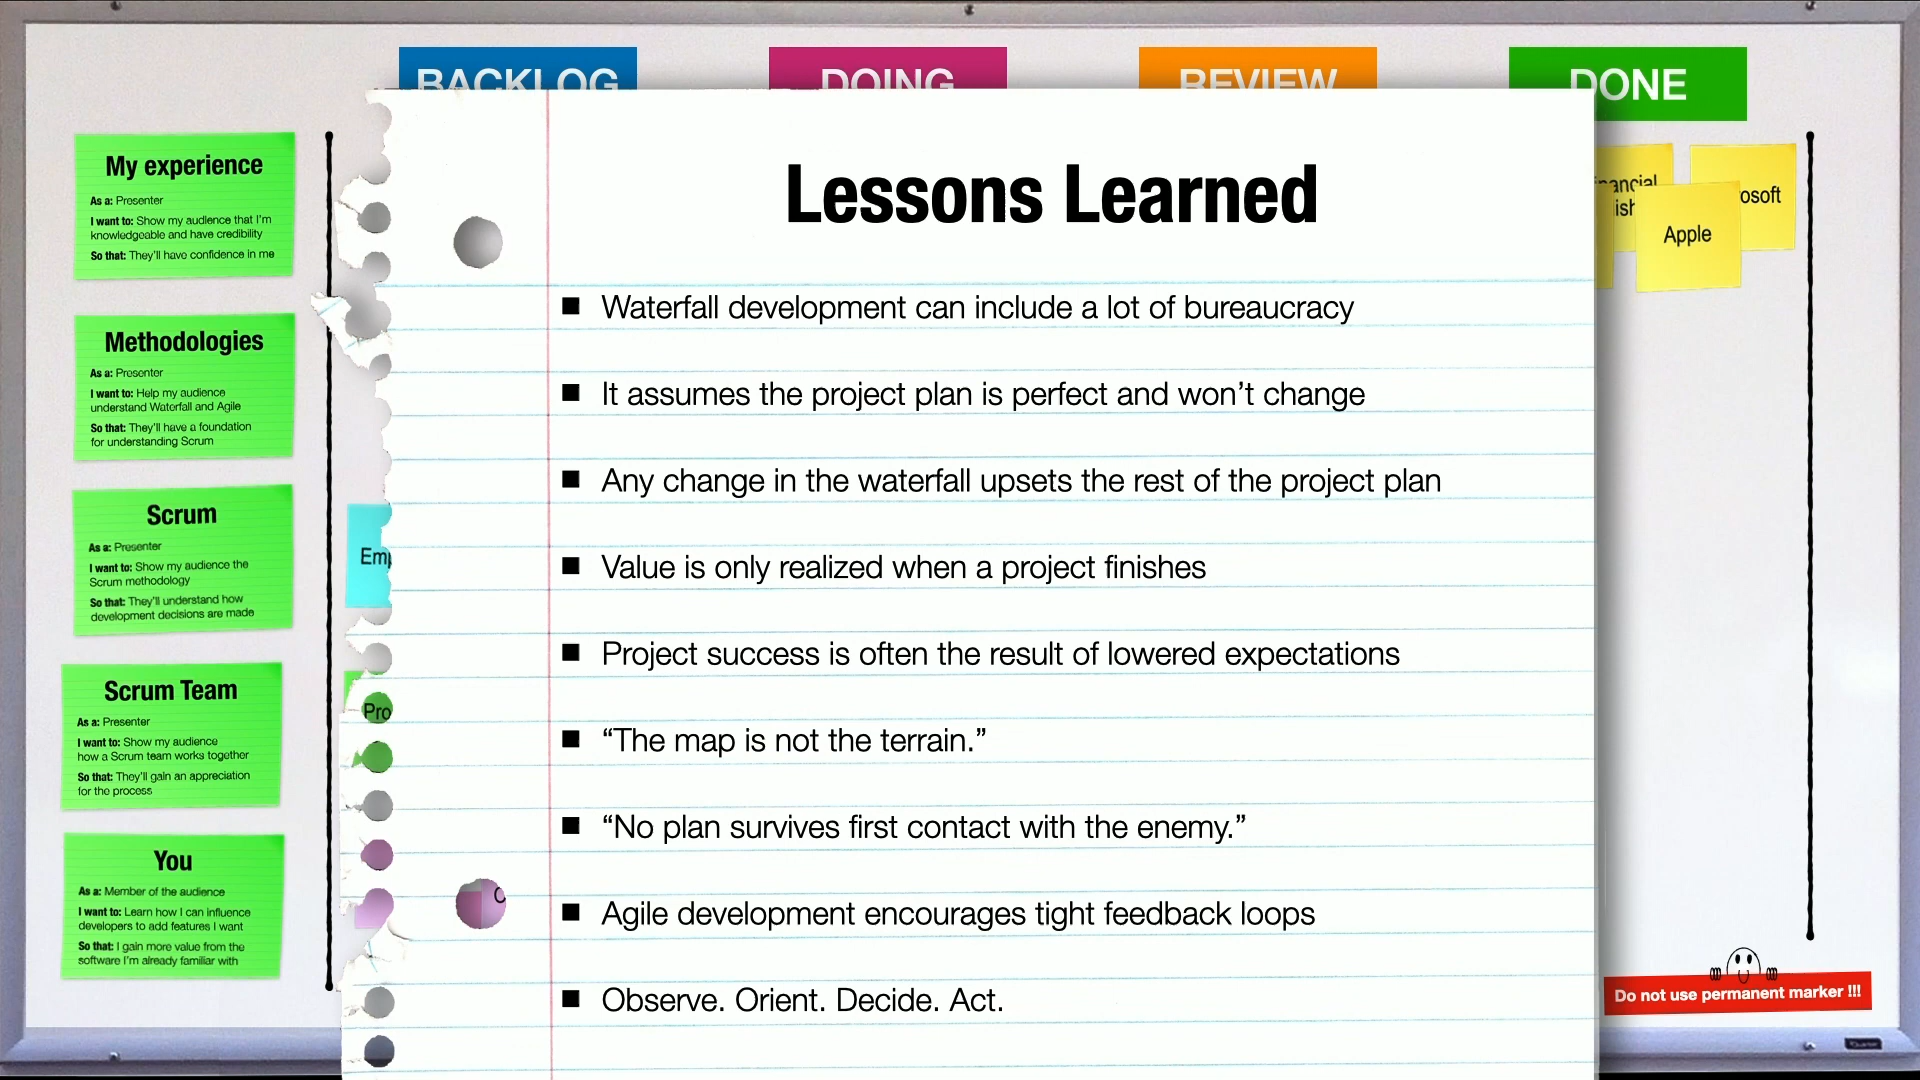 BACKLOG
DOING
REVIEW
DONE
My experience
As a: Presenter
I want to: Show my audience that I'm
knowledgeable and have credibility
So that: They'll have confidence in me
Methodologies
As a: Presenter
I want to: Help my audience
understand Waterfall and Agile
So that: They'll have a foundation
for understanding Scrum
Scrum
As a: Presenter
I want to: Show my audience the
Scrum methodology
So that: They'll understand how
development decisions are made
Scrum Team
As a: Presenter
I want to: Show my audience
how a Scrum team works together
So that: They'll gain an appreciation
for the process
You
As a: Member of the audience
I want to: Learn how I can influence
developers to add features I want
So that: I gain more value from the
software I'm already familiar with
Lessons Learned
■ Waterfall development can include a lot of bureaucracy
■ It assumes the project plan is perfect and won’t change
■ Any change in the waterfall upsets the rest of the project plan
■ Value is only realized when a project finishes
■ Project success is often the result of lowered expectations
■ “The map is not the terrain.”
■ “No plan survives first contact with the enemy.”
■ Agile development encourages tight feedback loops
■ Observe. Orient. Decide. Act.
Apple
Do not use permanent marker !!!